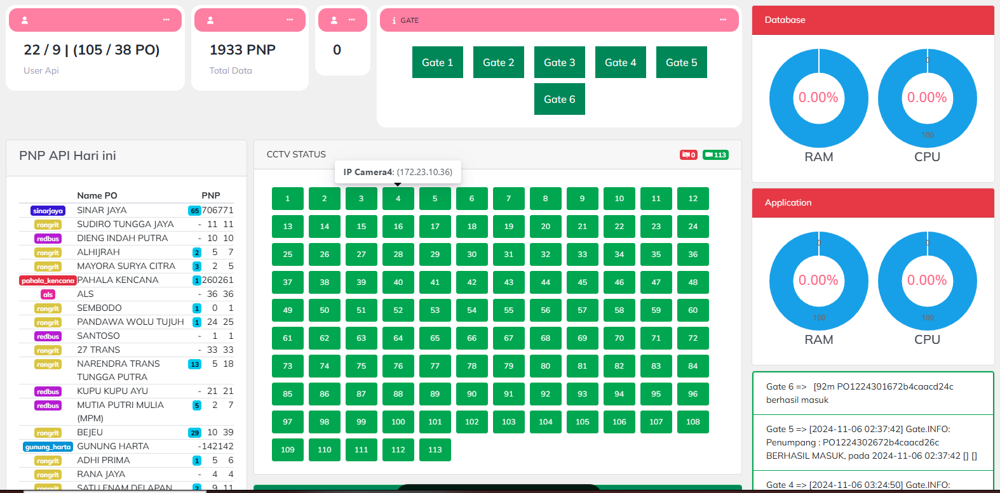 22 / 9 | (105 / 38 PO)
User Api
1933 PNP
Total Data
0
GATE
Gate 1 Gate 2 Gate 3 Gate 4 Gate 5
Gate 6
Database
0
0.00% 0.00%
100
RAM CPU
PNP API Hari ini
Name PO PNP
sinarjaya SINAR JAYA 65 706 771
rongrit SUDIRO TUNGGA JAYA - 11 11
redbus DIENG INDAH PUTRA - 10 10
rongrit ALHIJRAH 2 5 7
rongrit MAYORA SURYA CITRA 3 2 5
pahala_kencana PAHALA KENCANA 1 260 261
als ALS - 36 36
rongrit SEMBODO 1 0 1
rongrit PANDAWA WOLU TUJUH 1 24 25
redbus SANTOSO - 1 1
rongrit 27 TRANS - 33 33
rongrit NARENDRA TRANS 13 5 18
TUNGGA PUTRA
redbus KUPU KUPU AYU - 21 21
redbus MUTIA PUTRI MULIA 5 2 7
(MPM)
rongrit BEJEU 29 10 39
gunung_harta GUNUNG HARTA - 142 142
rongrit ADHI PRIMA 1 5 6
rongrit RANA JAYA - 4 4
rongrit SATU ENAM DELAPAN 2 9 11
CCTV STATUS
0 113
IP Camera4: (172.23.10.36)
1 2 3 4 5 6 7 8 9 10 11 12
13 14 15 16 17 18 19 20 21 22 23 24
25 26 27 28 29 30 31 32 33 34 35 36
37 38 39 40 41 42 43 44 45 46 47 48
49 50 51 52 53 54 55 56 57 58 59 60
61 62 63 64 65 66 67 68 69 70 71 72
73 74 75 76 77 78 79 80 81 82 83 84
85 86 87 88 89 90 91 92 93 94 95 96
97 98 99 100 101 102 103 104 105 106 107 108
109 110 111 112 113
Application
0 0
0.00% 0.00%
100 100
RAM CPU
Gate 6 => [92m PO1224301672b4caacd24c
berhasil masuk
Gate 5 => [2024-11-06 02:37:42] Gate.INFO:
Penumpang : PO1224302672b4caacd26c
BERHASIL MASUK, pada 2024-11-06 02:37:42 [] []
Gate 4 => [2024-11-06 03:24:50] Gate.INFO: